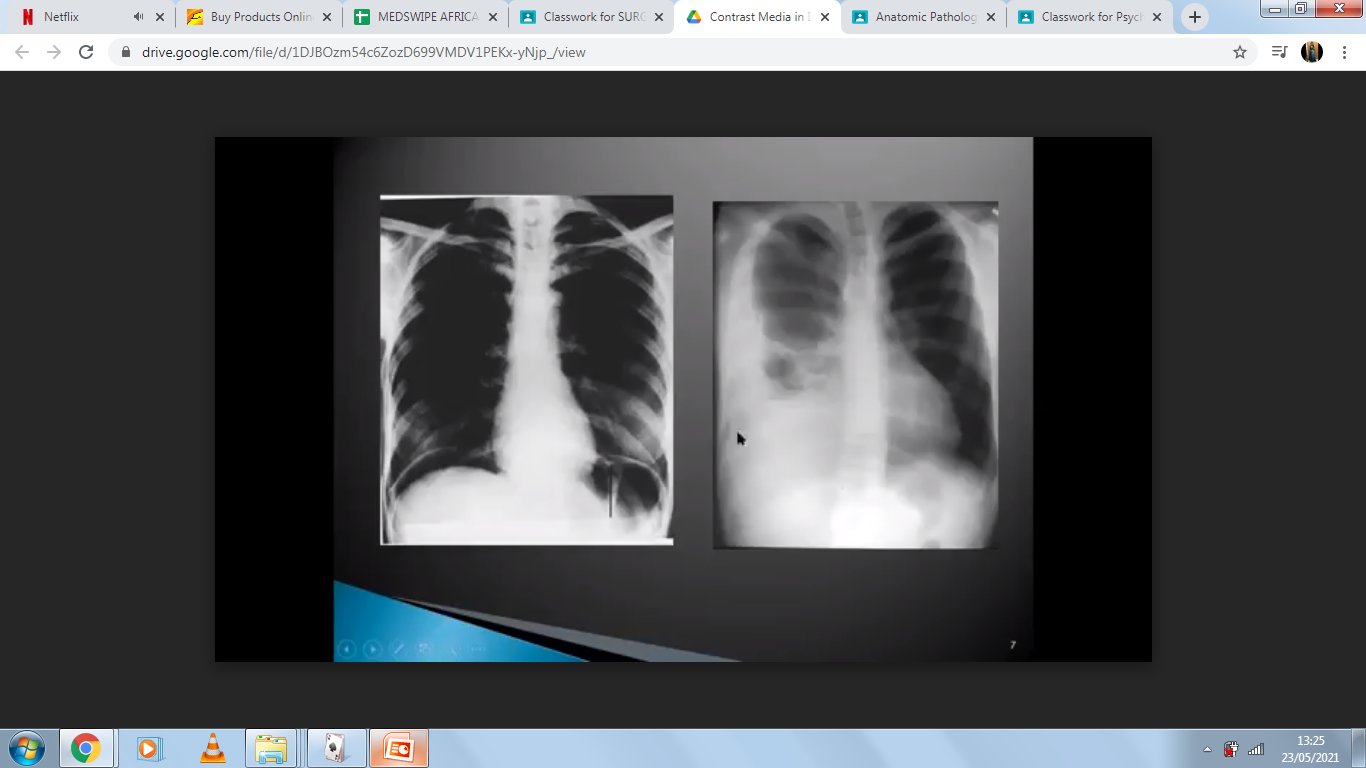 Netflix
Buy Products Onlin
MEDSWIPE AFRICA
Classwork for SURG
Contrast Media in I
Anatomic Patholog
Classwork for Psych
drive.google.com/file/d/1DJBOzm54c6ZozD699VMDV1PEKx-yNjp_/view
7
13:25
23/05/2021